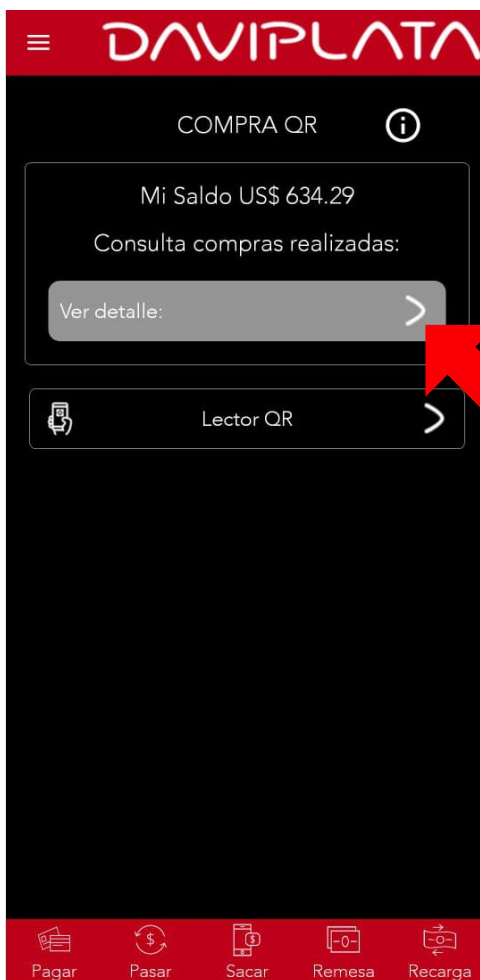 DAVIPLATA
COMPRA QR
Mi Saldo US$ 634.29
Consulta compras realizadas:
Ver detalle:
Lector QR
Pagar Pasar Sacar Remesa Recarga